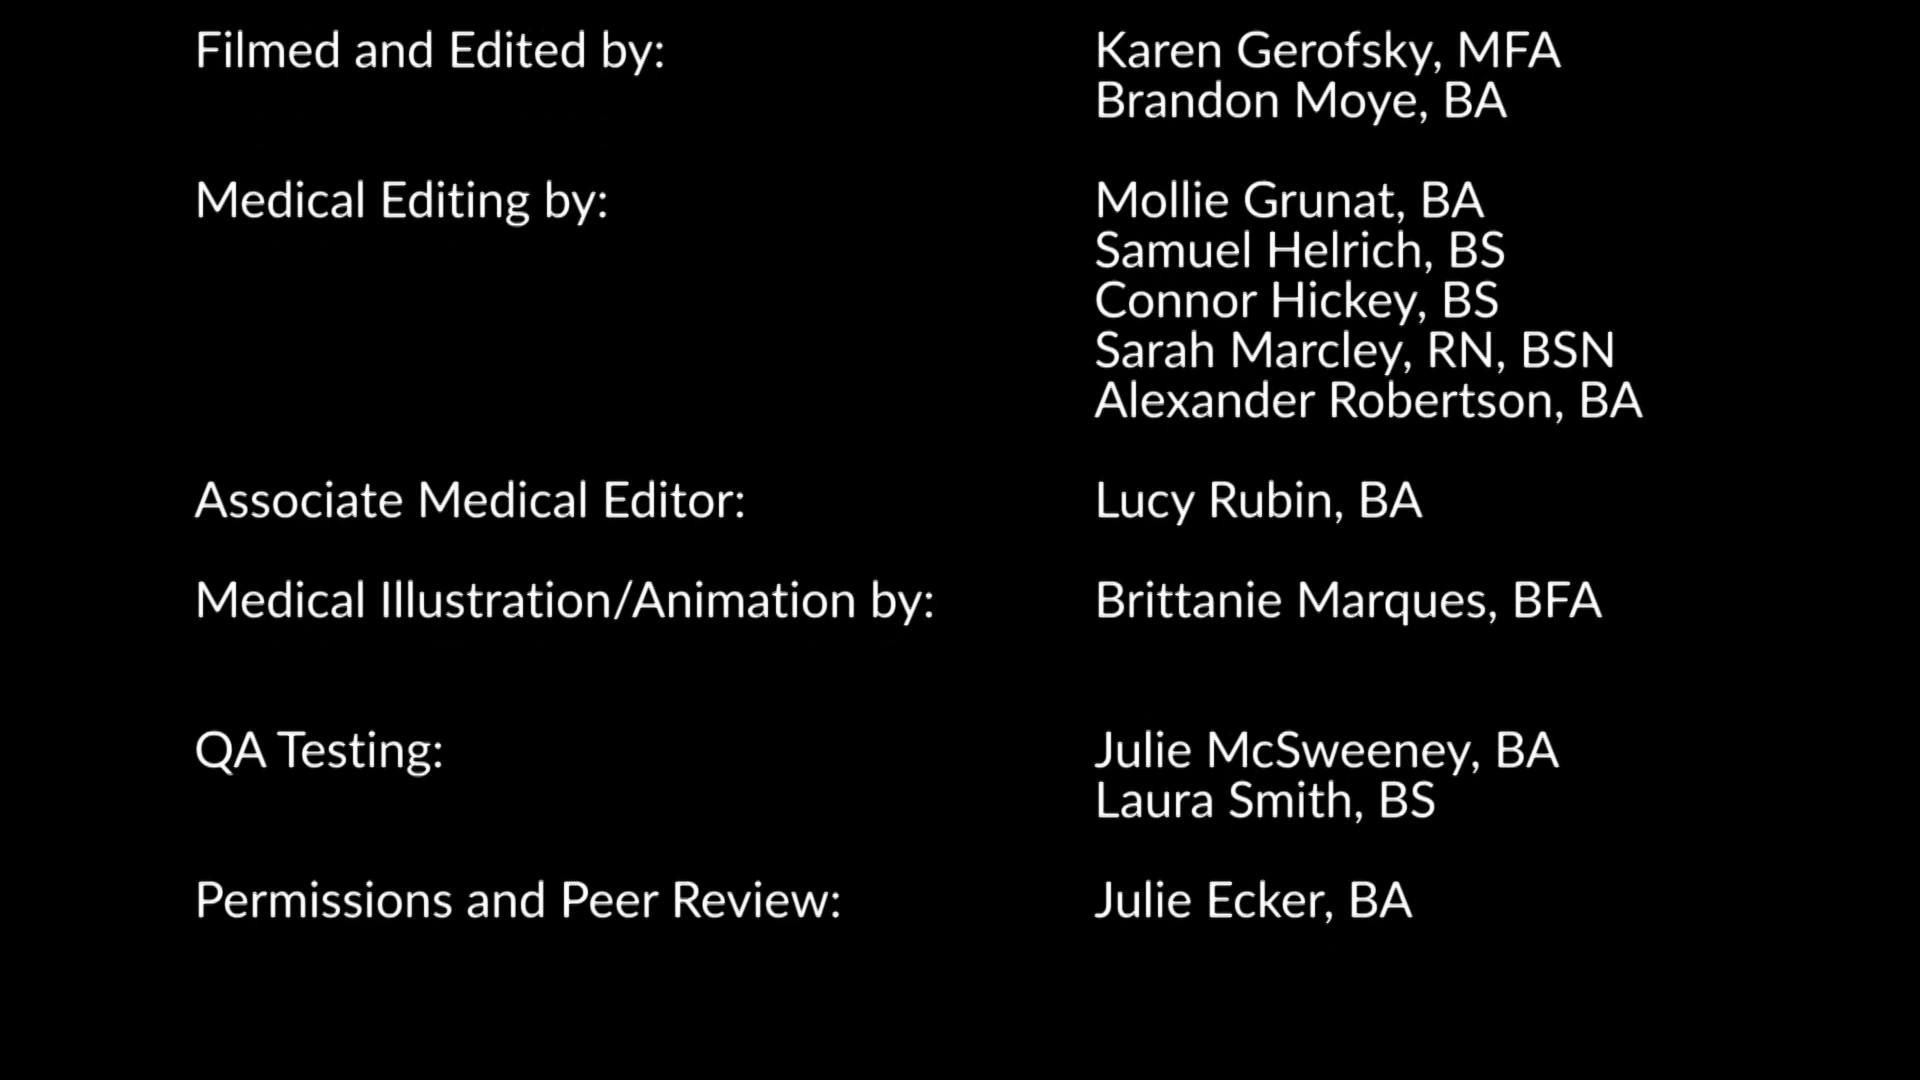 Filmed and Edited by: Karen Gerofsky, MFA
Brandon Moye, BA
Medical Editing by: Mollie Grunat, BA
Samuel Helrich, BS
Connor Hickey, BS
Sarah Marcley, RN, BSN
Alexander Robertson, BA
Associate Medical Editor: Lucy Rubin, BA
Medical Illustration/Animation by: Brittanie Marques, BFA
QA Testing: Julie McSweeney, BA
Laura Smith, BS
Permissions and Peer Review: Julie Ecker, BA